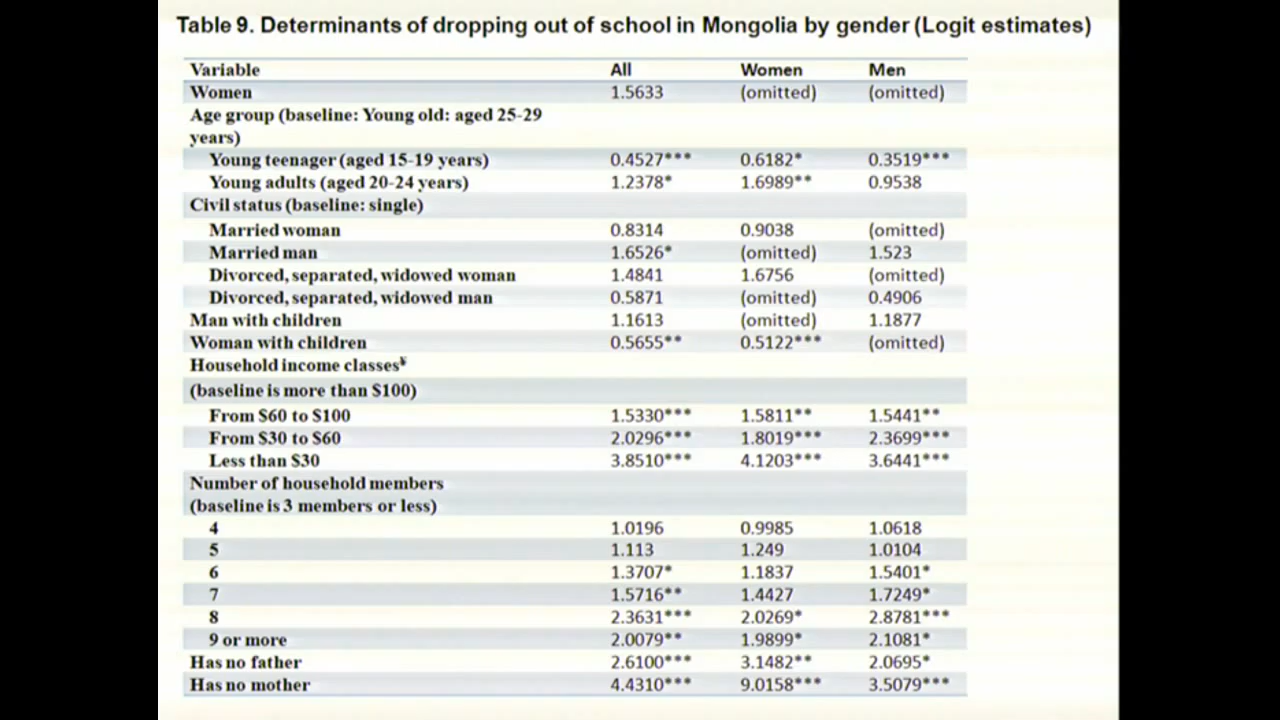 Table 9. Determinants of dropping out of school in Mongolia by gender (Logit estimates)
Variable All Women Men
Women 1.5633 (omitted) (omitted)
Age group (baseline: Young old: aged 25-29
years)
Young teenager (aged 15-19 years) 0.4527*** 0.6182* 0.3519***
Young adults (aged 20-24 years) 1.2378* 1.6989** 0.9538
Civil status (baseline: single)
Married woman 0.8314 0.9038 (omitted)
Married man 1.6526* (omitted) 1.523
Divorced, separated, widowed woman 1.4841 1.6756 (omitted)
Divorced, separated, widowed man 0.5871 (omitted) 0.4906
Man with children 1.1613 (omitted) 1.1877
Woman with children 0.5655** 0.5122*** (omitted)
Household income classes¥
(baseline is more than $100)
From $60 to $100 1.5330*** 1.5811** 1.5441**
From $30 to $60 2.0296*** 1.8019*** 2.3699***
Less than $30 3.8510*** 4.1203*** 3.6441***
Number of household members
(baseline is 3 members or less)
4 1.0196 0.9985 1.0618
5 1.113 1.249 1.0104
6 1.3707* 1.1837 1.5401*
7 1.5716** 1.4427 1.7249*
8 2.3631*** 2.0269* 2.8781***
9 or more 2.0079** 1.9899* 2.1081*
Has no father 2.6100*** 3.1482** 2.0695*
Has no mother 4.4310*** 9.0158*** 3.5079***